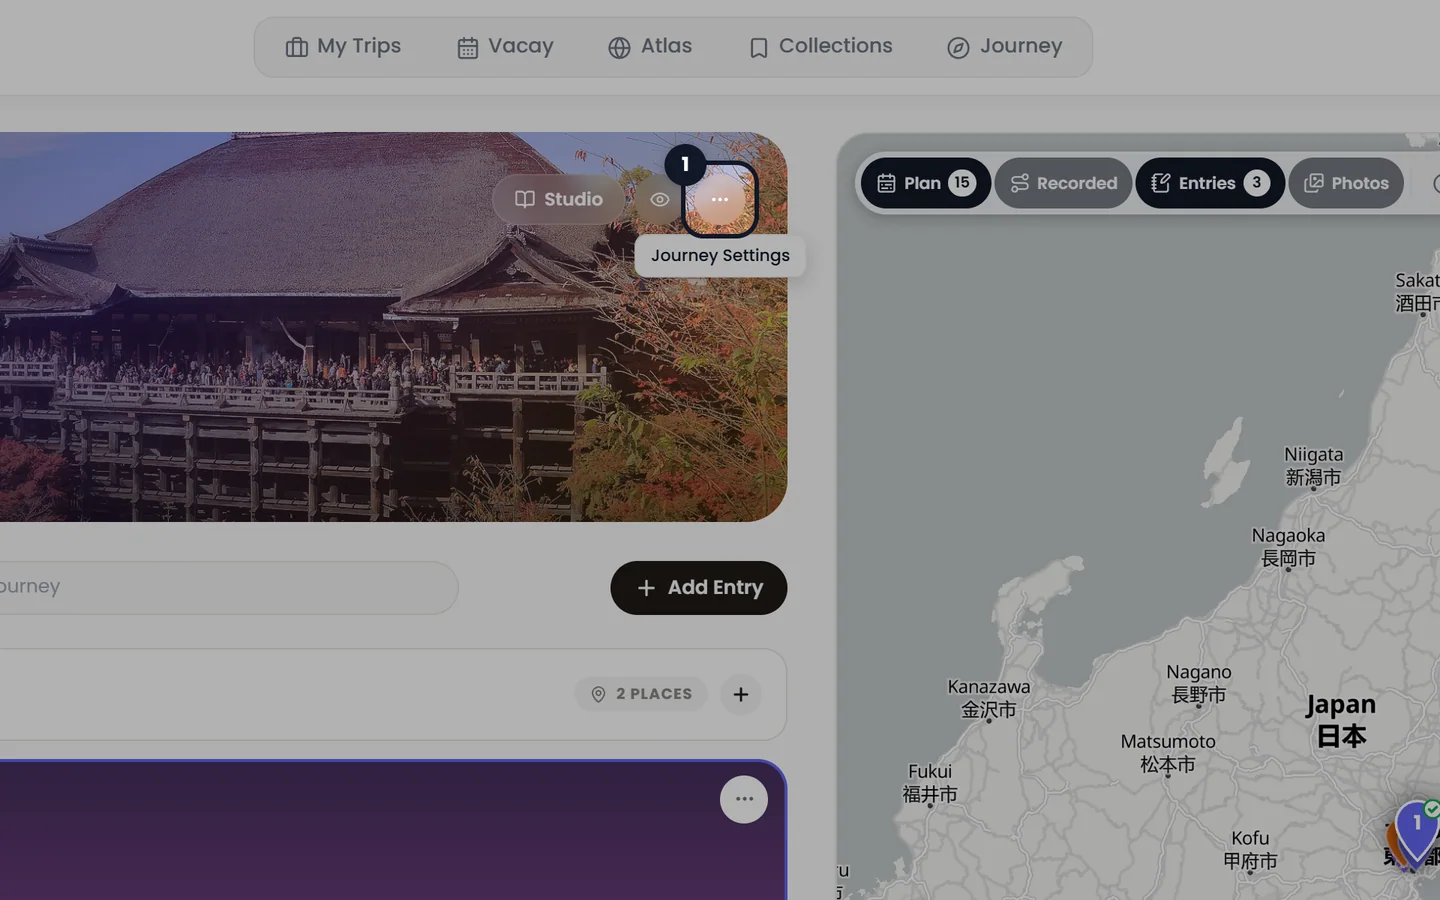 My Trips
Vacay
Atlas
Collections
Journey
1
Studio
Journey Settings
Plan 15
Recorded
Entries 3
Photos
Sakat
酒田市
Niigata
新潟市
Nagaoka
長岡市
ourney
Add Entry
2 PLACES
Kanazawa
金沢市
Nagano
長野市
Japan
日本
Matsumoto
松本市
Fukui
福井市
Kofu
甲府市
1